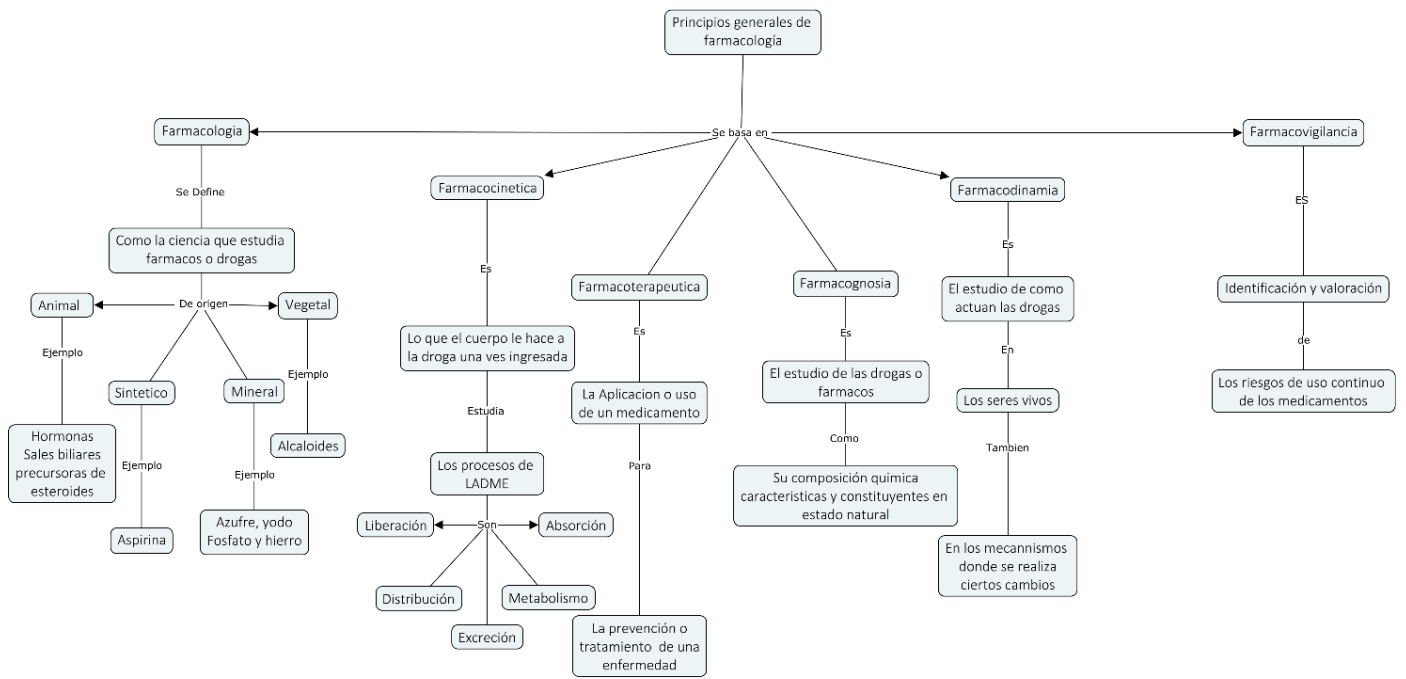 Principios generales de
farmacología
Se basa en
Farmacologia
Se Define
Como la ciencia que estudia
farmacos o drogas
De origen
Animal
Ejemplo
Hormonas
Sales biliares
precursoras de
esteroides
Sintetico
Ejemplo
Aspirina
Mineral
Ejemplo
Azufre, yodo
Fosfato y hierro
Vegetal
Ejemplo
Alcaloides
Farmacocinetica
Es
Lo que el cuerpo le hace a
la droga una ves ingresada
Estudia
Los procesos de
LADME
Son
Liberación
Absorción
Distribución
Metabolismo
Excreción
Farmacoterapeutica
Es
La Aplicacion o uso
de un medicamento
Para
La prevención o
tratamiento de una
enfermedad
Farmacognosia
Es
El estudio de las drogas o
farmacos
Como
Su composición quimica
caracteristicas y constituyentes en
estado natural
Farmacodinamia
Es
El estudio de como
actuan las drogas
En
Los seres vivos
Tambien
En los mecannismos
donde se realiza
ciertos cambios
Farmacovigilancia
ES
Identificación y valoración
de
Los riesgos de uso continuo
de los medicamentos